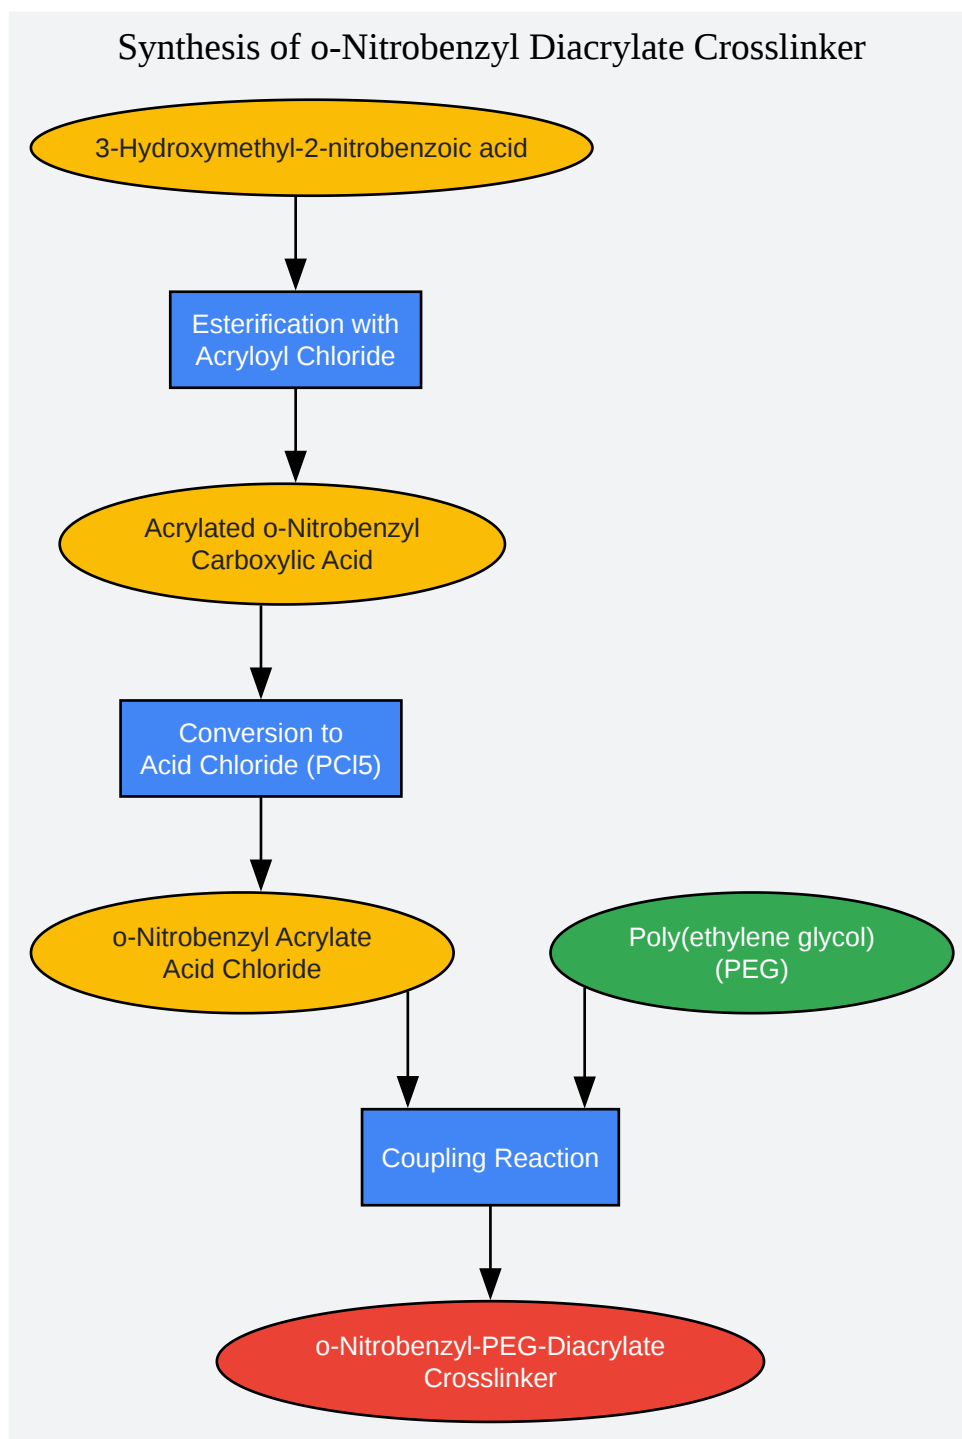 Synthesis of o-Nitrobenzyl Diacrylate Crosslinker
3-Hydroxymethyl-2-nitrobenzoic acid
Esterification with
Acryloyl Chloride
Acrylated o-Nitrobenzyl
Carboxylic Acid
Conversion to
Acid Chloride (PCl5)
o-Nitrobenzyl Acrylate
Acid Chloride
Poly(ethylene glycol)
(PEG)
Coupling Reaction
o-Nitrobenzyl-PEG-Diacrylate
Crosslinker